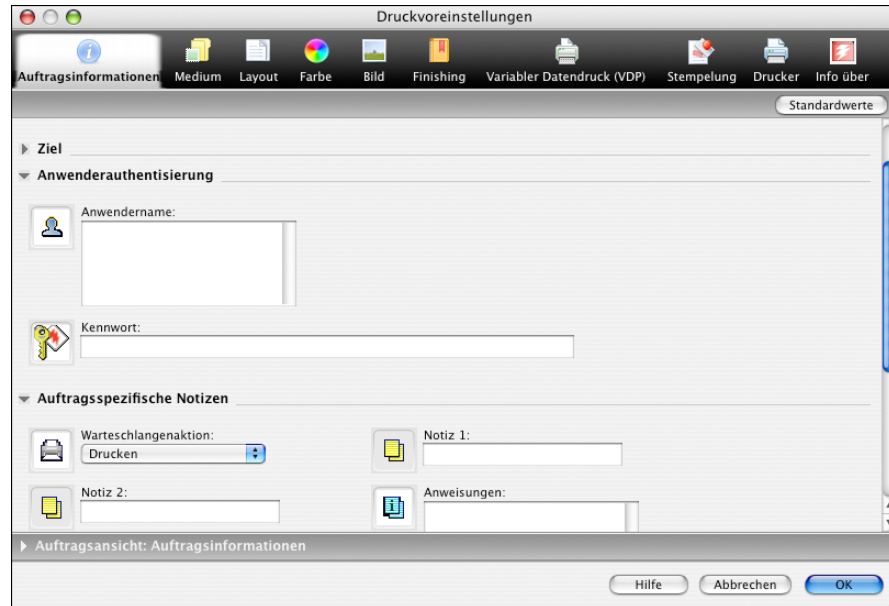 Druckvoreinstellungen
Auftragsinformationen Medium Layout Farbe Bild Finishing Variabler Datendruck (VDP) Stempelung Drucker Info über
Standardwerte
Ziel
Anwenderauthentisierung
Anwendername:
Kennwort:
Auftragsspezifische Notizen
Warteschlangenaktion: Notiz 1:
Drucken
Notiz 2: Anweisungen:
Auftragsansicht: Auftragsinformationen
Hilfe Abbrechen OK